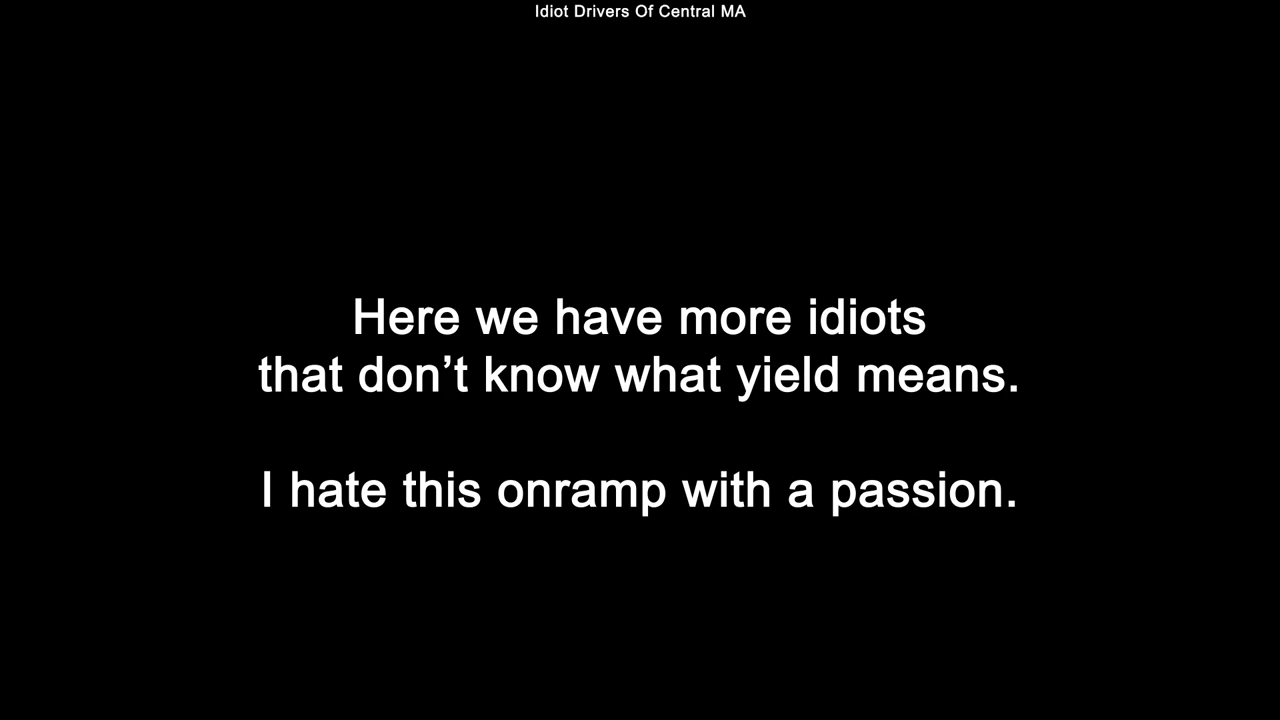 Idiot Drivers Of Central MA
Here we have more idiots
that don’t know what yield means.
I hate this onramp with a passion.